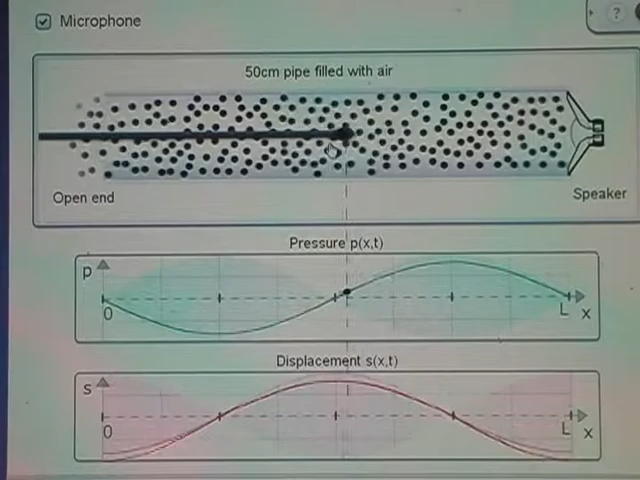 Microphone
?
50cm pipe filled with air
Open end
Speaker
Pressure p(x,t)
p
0
L x
Displacement s(x,t)
s
0
L x